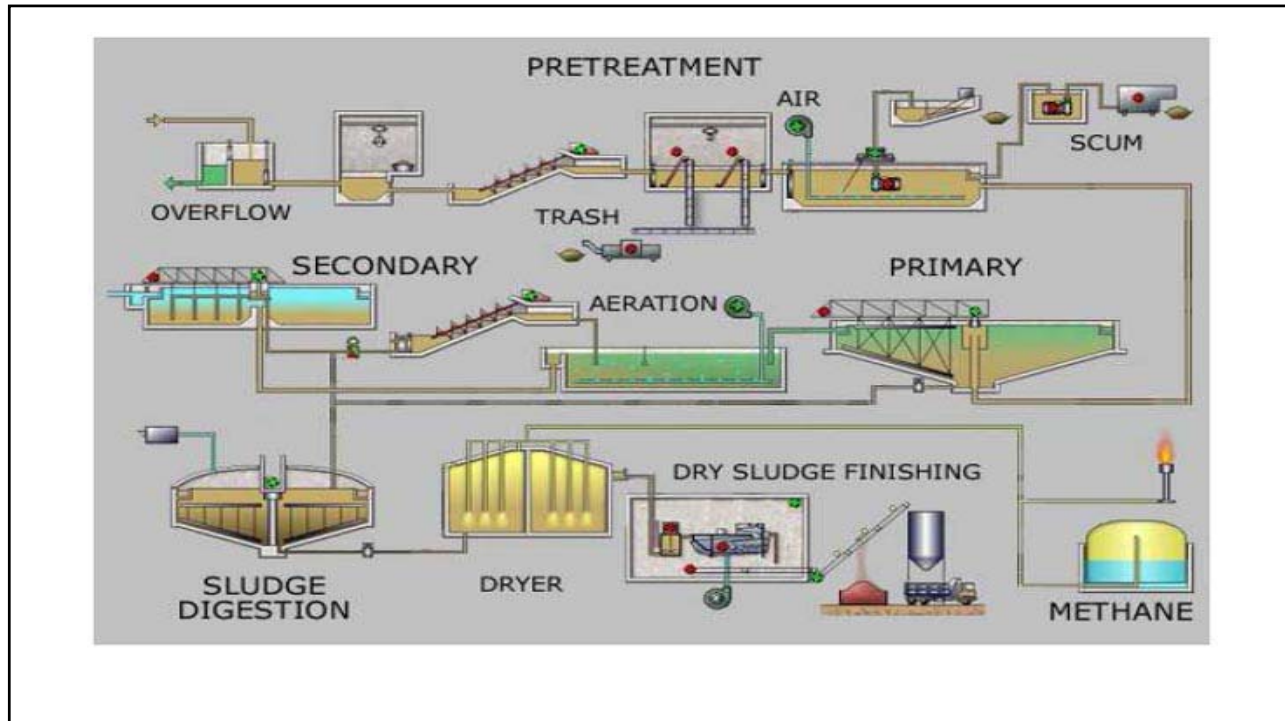 PRETREATMENT
AIR
SCUM
OVERFLOW
TRASH
SECONDARY
PRIMARY
AERATION
DRY SLUDGE FINISHING
SLUDGE
DIGESTION
DRYER
METHANE